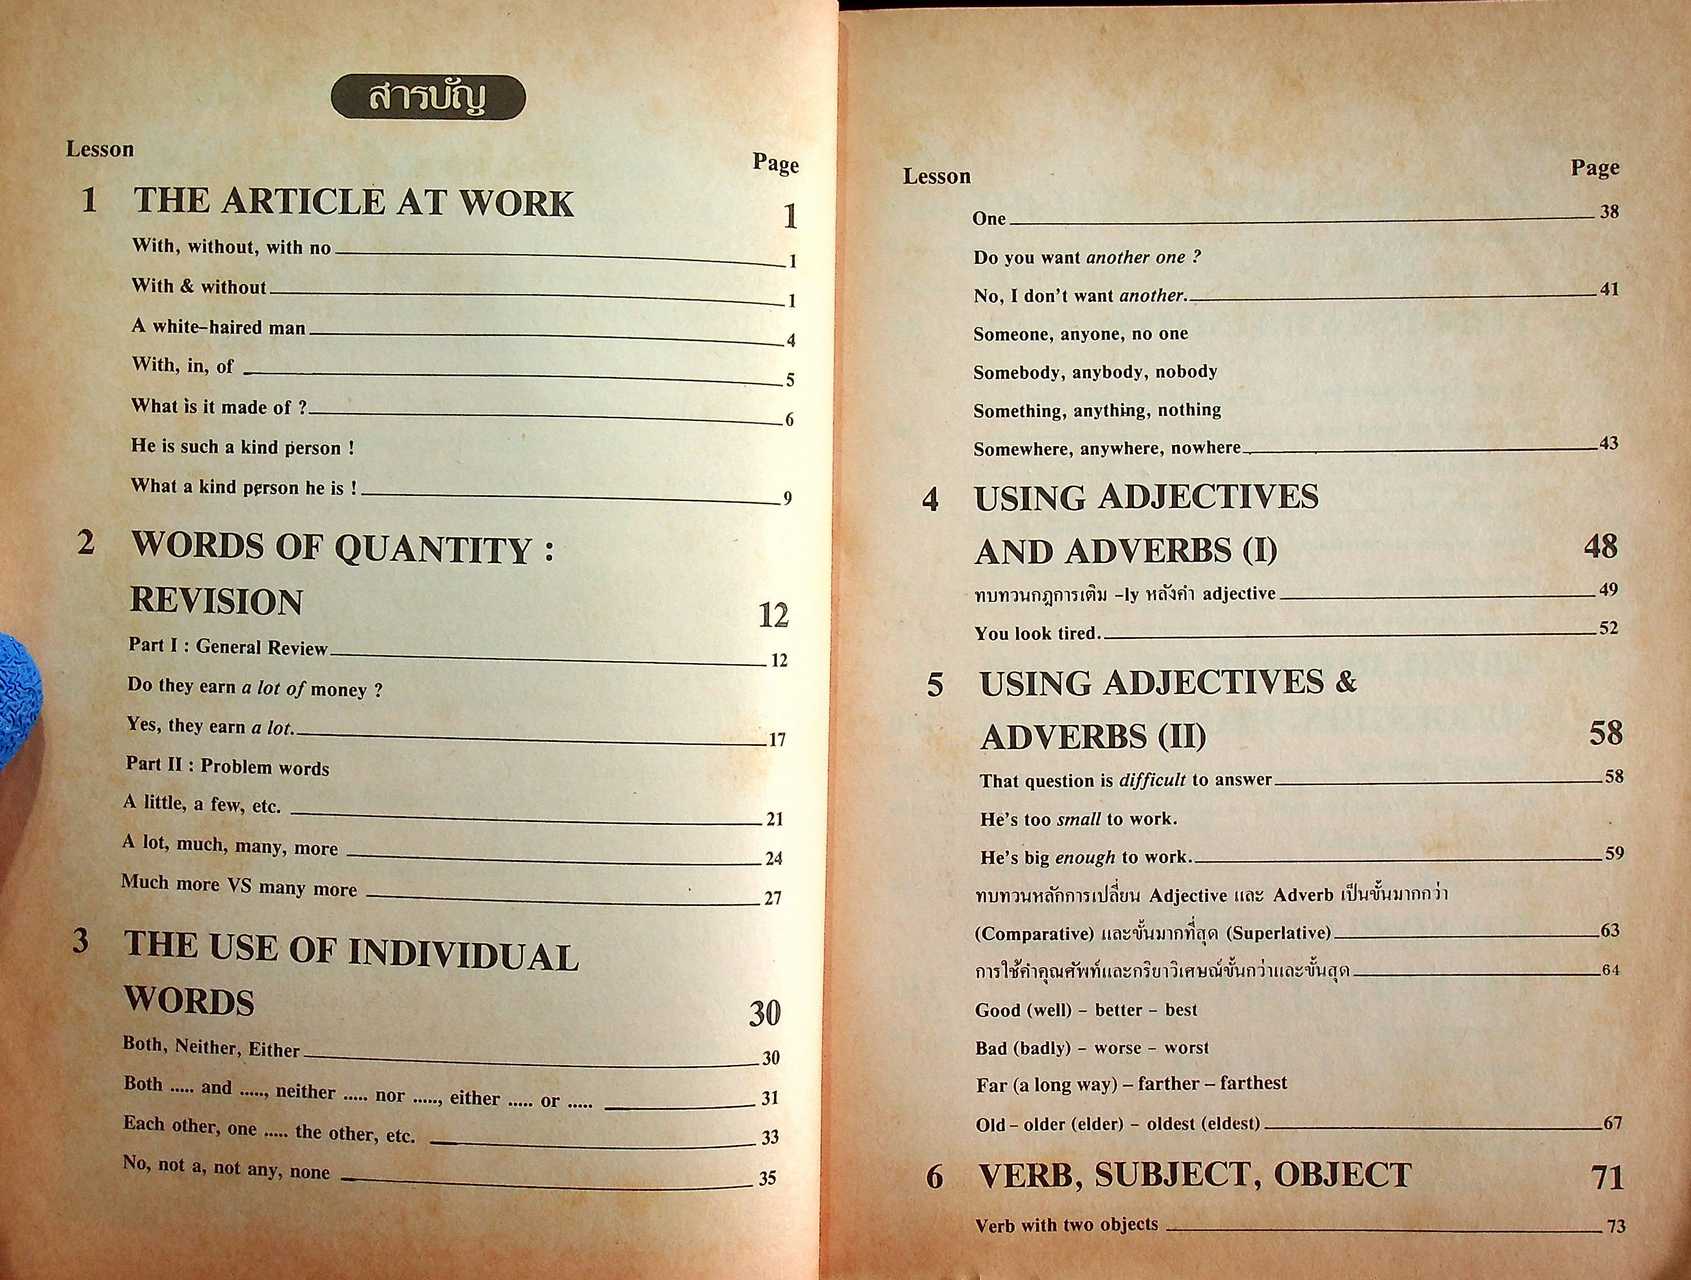 สารบัญ
Lesson Page
1 THE ARTICLE AT WORK 1
With, without, with no 1
With & without 1
A white-haired man 4
With, in, of 5
What is it made of ? 6
He is such a kind person !
What a kind person he is ! 9
2 WORDS OF QUANTITY :
REVISION 12
Part I : General Review 12
Do they earn a lot of money ?
Yes, they earn a lot. 17
Part II : Problem words
A little, a few, etc. 21
A lot, much, many, more 24
Much more VS many more 27
3 THE USE OF INDIVIDUAL
WORDS 30
Both, Neither, Either 30
Both ..... and ....., neither ..... nor ....., either ..... or ..... 31
Each other, one ..... the other, etc. 33
No, not a, not any, none 35
Lesson Page
One 38
Do you want another one ?
No, I don't want another. 41
Someone, anyone, no one
Somebody, anybody, nobody
Something, anything, nothing
Somewhere, anywhere, nowhere 43
4 USING ADJECTIVES
AND ADVERBS (I) 48
ทบทวนกฎการเติม -ly หลังคำ adjective 49
You look tired. 52
5 USING ADJECTIVES &
ADVERBS (II) 58
That question is difficult to answer 58
He's too small to work.
He's big enough to work. 59
ทบทวนหลักการเปลี่ยน Adjective และ Adverb เป็นขั้นมากกว่า
(Comparative) และขั้นมากที่สุด (Superlative) 63
การใช้คำคุณศัพท์และกริยาวิเศษณ์ขั้นกว่าและขั้นสุด 64
Good (well) - better - best
Bad (badly) - worse - worst
Far (a long way) - farther - farthest
Old - older (elder) - oldest (eldest) 67
6 VERB, SUBJECT, OBJECT 71
Verb with two objects 73